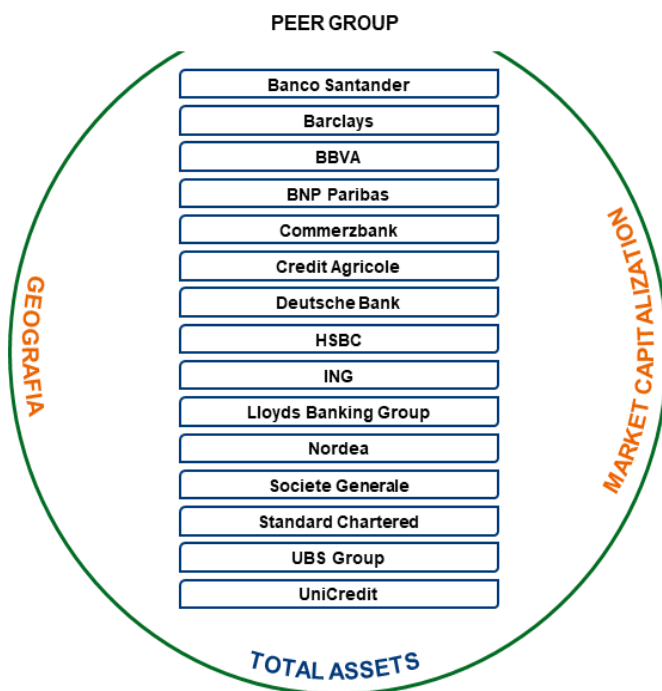 PEER GROUP
Banco Santander
Barclays
BBVA
BNP Paribas
Commerzbank
Credit Agricole
Deutsche Bank
HSBC
ING
Lloyds Banking Group
Nordea
Societe Generale
Standard Chartered
UBS Group
UniCredit
GEOGRAFIA
MARKET CAPITALIZATION
TOTAL ASSETS